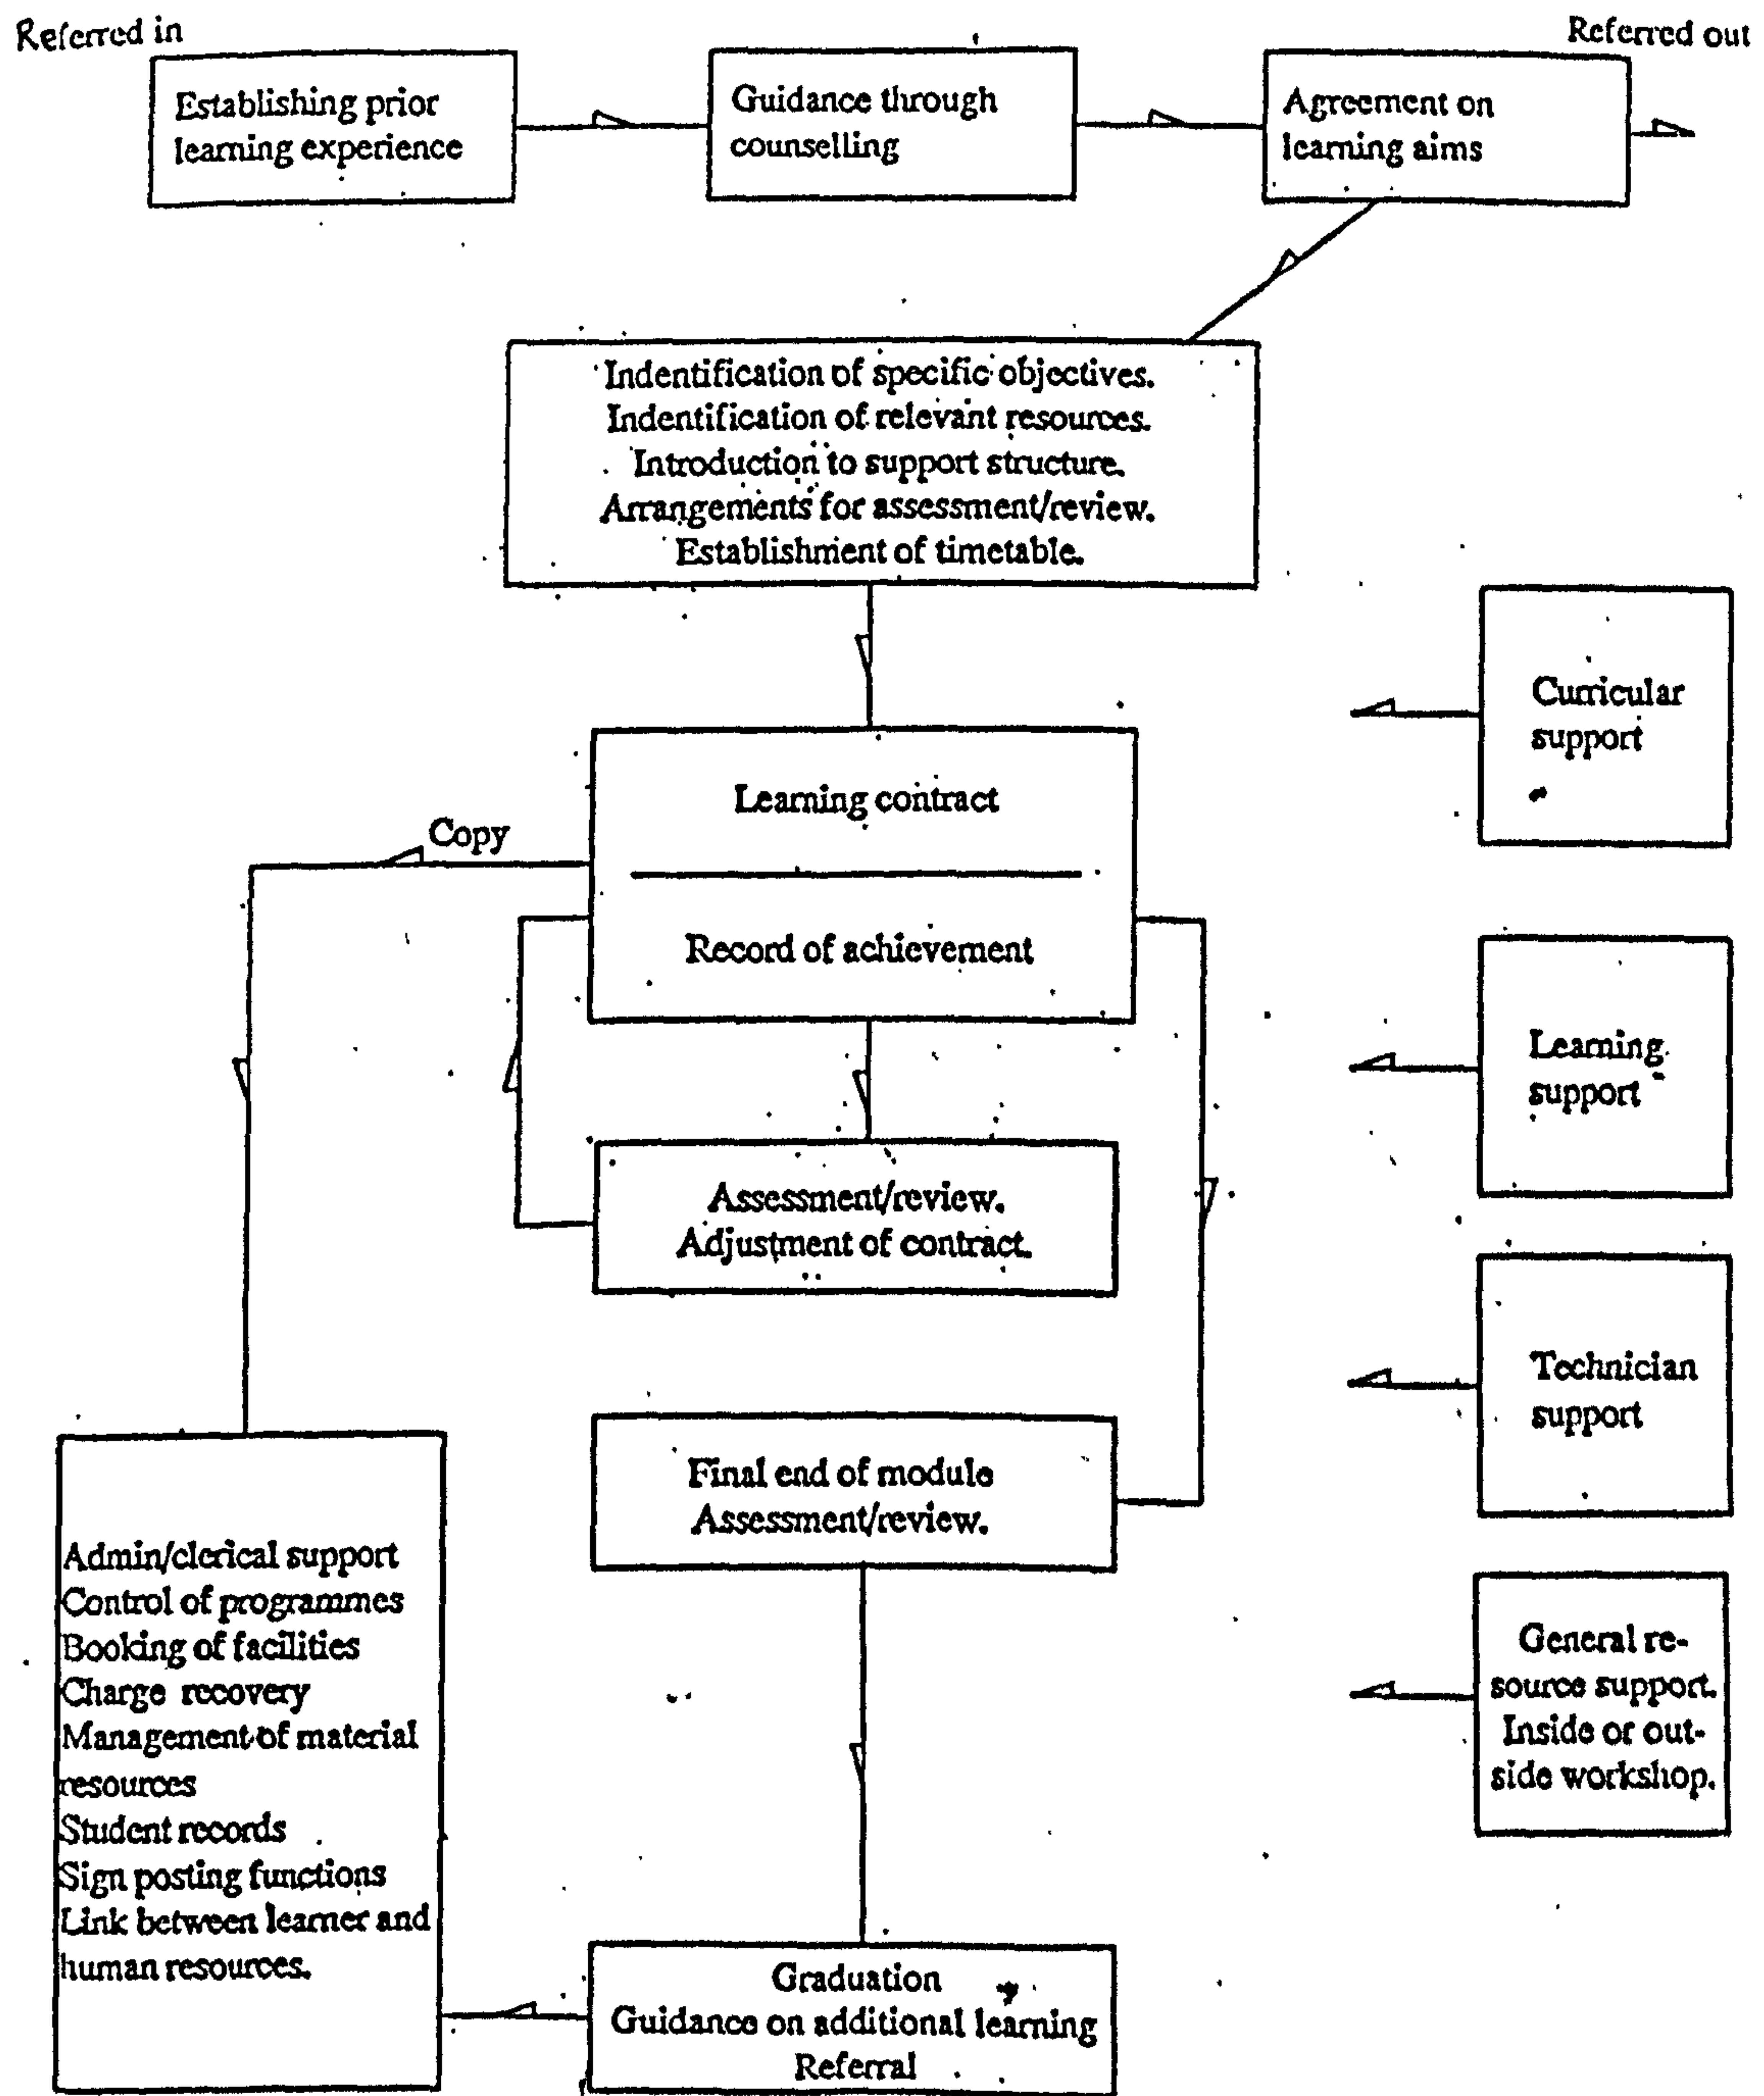 Referred in
Referred out
Establishing prior
learning experience
Guidance through
counselling
Agreement on
learning aims
Indentification of specific objectives.
Indentification of relevant resources.
Introduction to support structure.
Arrangements for assessment/review.
Establishment of timetable.
Curricular
support
Learning contract
Copy
Record of achievement
Learning
support
Assessment/review.
Adjustment of contract.
Technician
support
Final end of module
Assessment/review.
Admin/clerical support
Control of programmes
Booking of facilities
Charge recovery
Management of material
resources
Student records
Sign posting functions
Link between learner and
human resources.
General re-
source support.
Inside or out-
side workshop.
Graduation
Guidance on additional learning
Referral